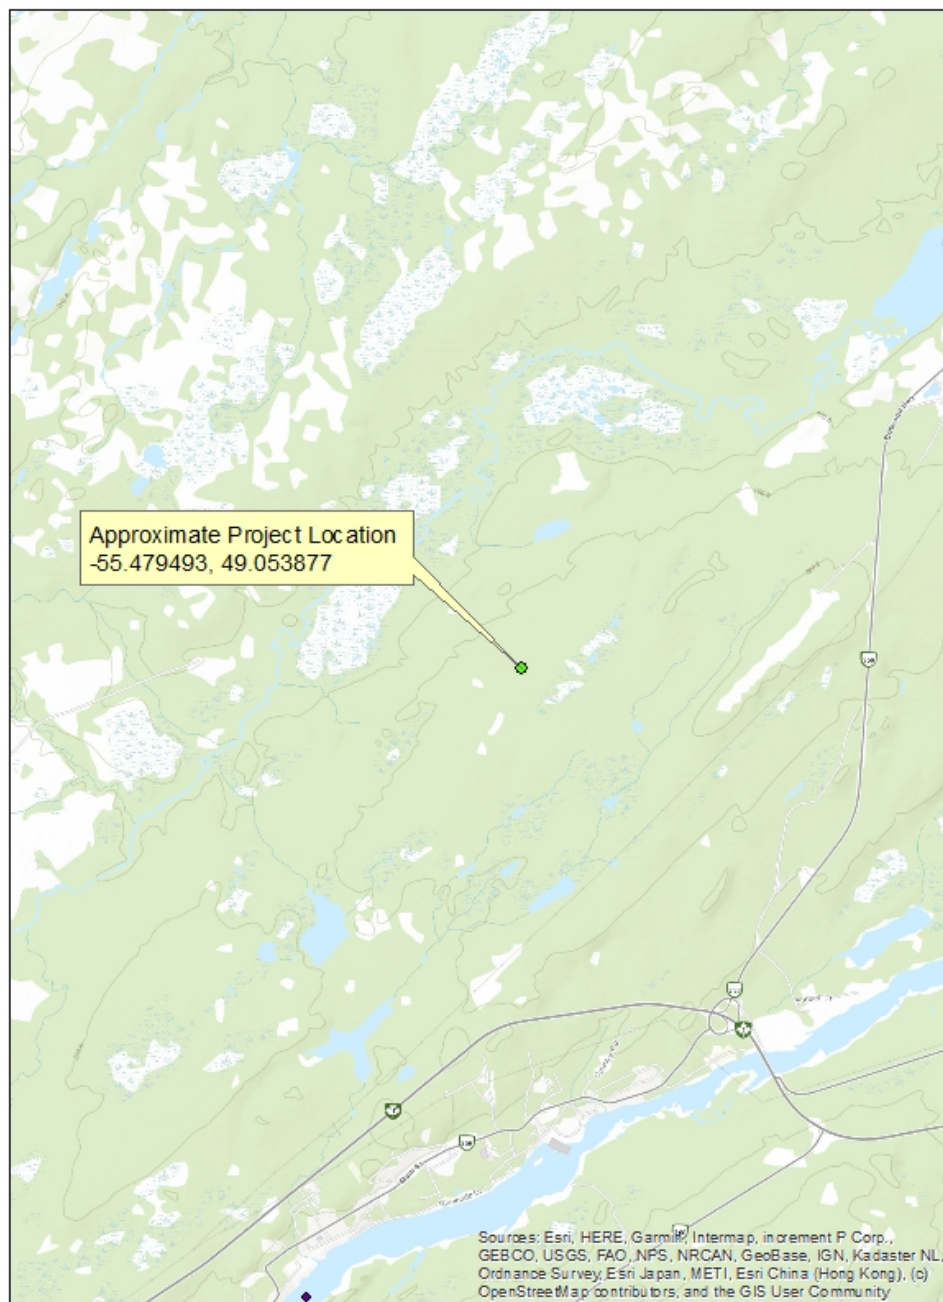 Approximate Project Location
-55.479493, 49.053877
Main St
Sources: Esri, HERE, Garmin, Intermap, increment P Corp.,
GEBCO, USGS, FAO, NPS, NRCAN, GeoBase, IGN, Kadaster NL,
Ordnance Survey, Esri Japan, METI, Esri China (Hong Kong), (c)
OpenStreetMap contributors, and the GIS User Community